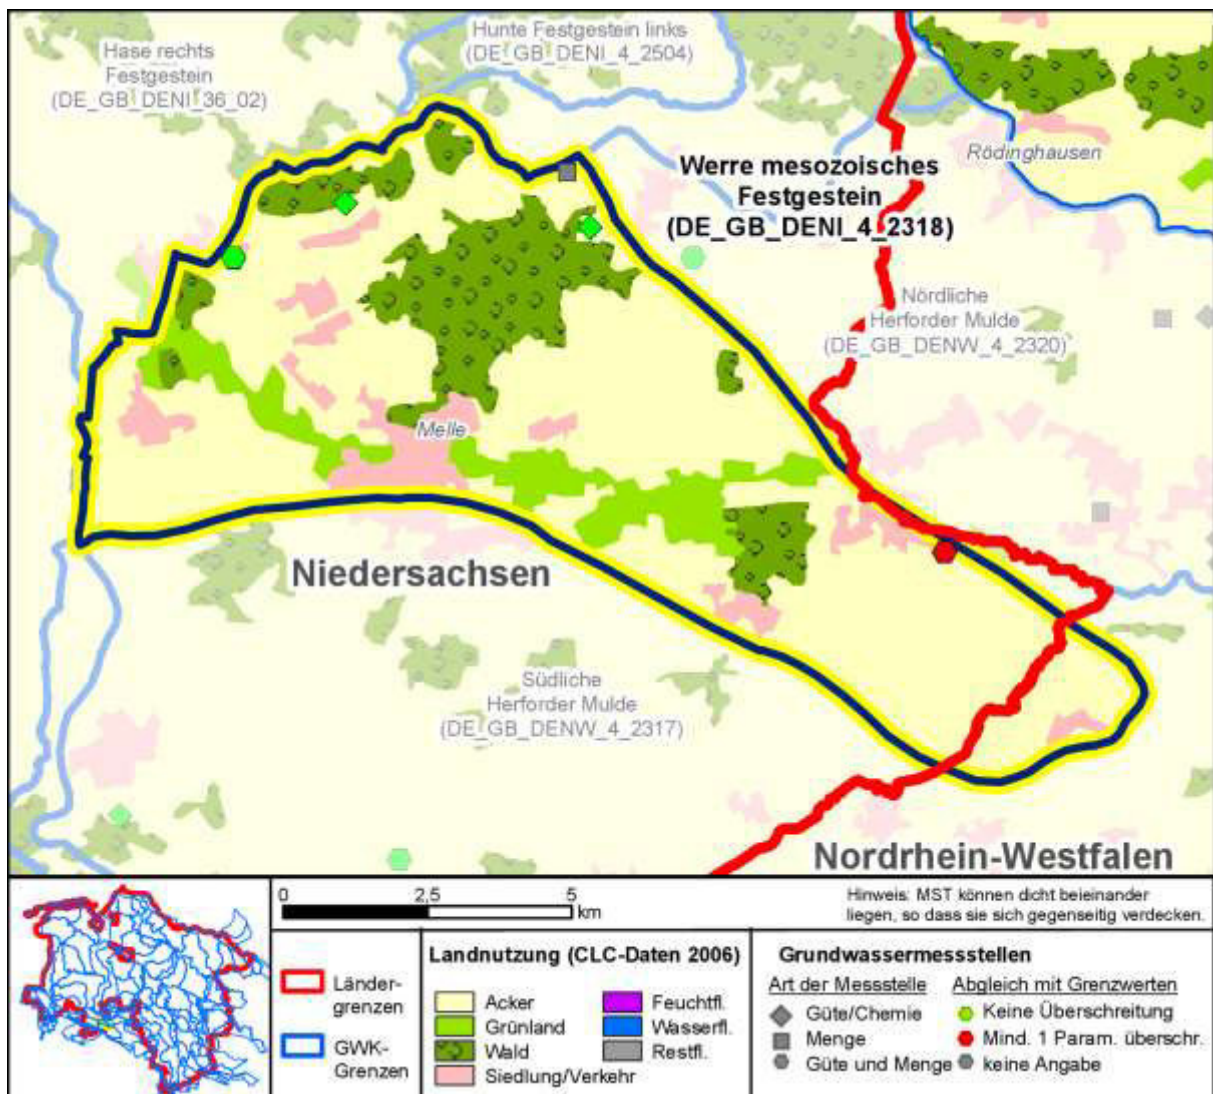 Hase rechts
Festgestein
(DE_GB_DENI_36_02)
Hunte Festgestein links
(DE_GB_DENI_4_2504)
Werre mesozoisches
Festgestein
(DE_GB_DENI_4_2318)
Rödinghausen
Nördliche
Herforder Mulde
(DE_GB_DENW_4_2320)
Melle
Niedersachsen
Südliche
Herforder Mulde
(DE_GB_DENW_4_2317)
Nordrhein-Westfalen
0 2,5 5
km
Hinweis: MST können dicht beieinander
liegen, so dass sie sich gegenseitig verdecken.
Länder-
grenzen
GWK-
Grenzen
Landnutzung (CLC-Daten 2006)
Acker
Grünland
Wald
Siedlung/Verkehr
Feuchtfl.
Wasserfl.
Restfl.
Grundwassermessstellen
Art der Messstelle
Güte/Chemie
Menge
Güte und Menge
Abgleich mit Grenzwerten
Keine Überschreitung
Mind. 1 Param. überschr.
keine Angabe